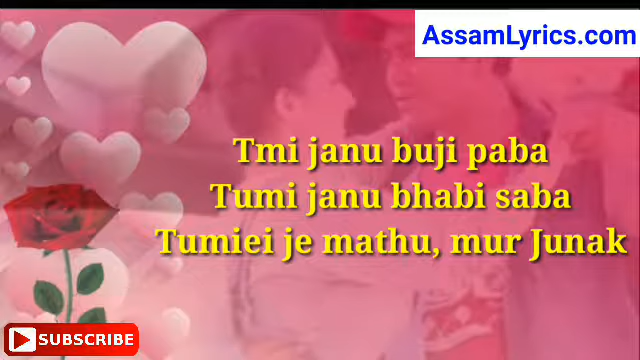 AssamLyrics.com
Tmi janu buji paba
Tumi janu bhabi saba
Tumiei je mathu, mur Junak
SUBSCRIBE